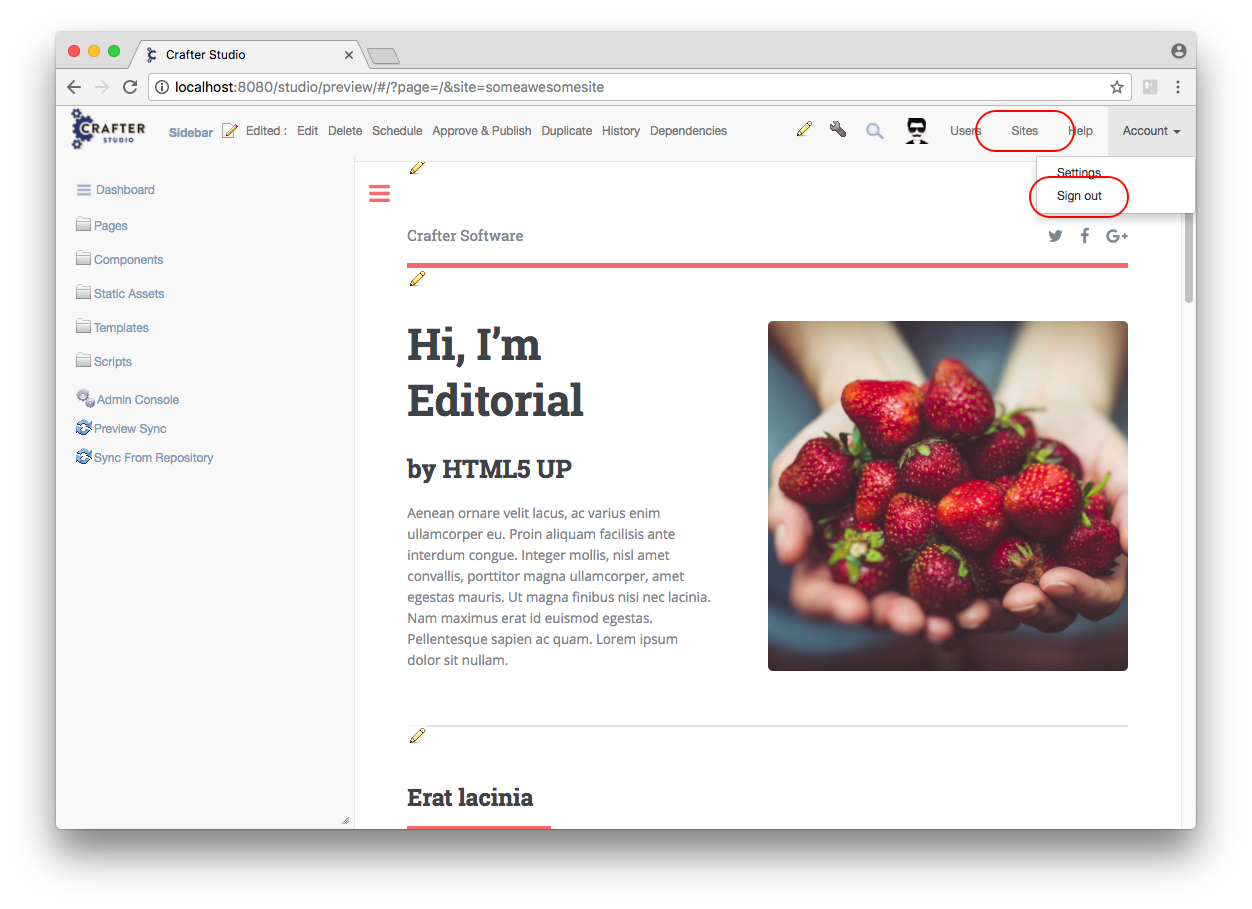 Crafter Studio
localhost:8080/studio/preview/#/?page=/&site=someawesomesite
CRAFTER STUDIO
Sidebar Edited : Edit Delete Schedule Approve & Publish Duplicate History Dependencies Users Sites Help Account
Settings
Sign out
Dashboard
Pages
Components
Static Assets
Templates
Scripts
Admin Console
Preview Sync
Sync From Repository
Crafter Software
G+
Hi, I’m
Editorial
by HTML5 UP
Aenean ornare velit lacus, ac varius enim
ullamcorper eu. Proin aliquam facilisis ante
interdum congue. Integer mollis, nisl amet
convallis, porttitor magna ullamcorper, amet
egestas mauris. Ut magna finibus nisi nec lacinia.
Nam maximus erat id euismod egestas.
Pellentesque sapien ac quam. Lorem ipsum
dolor sit nullam.
Erat lacinia